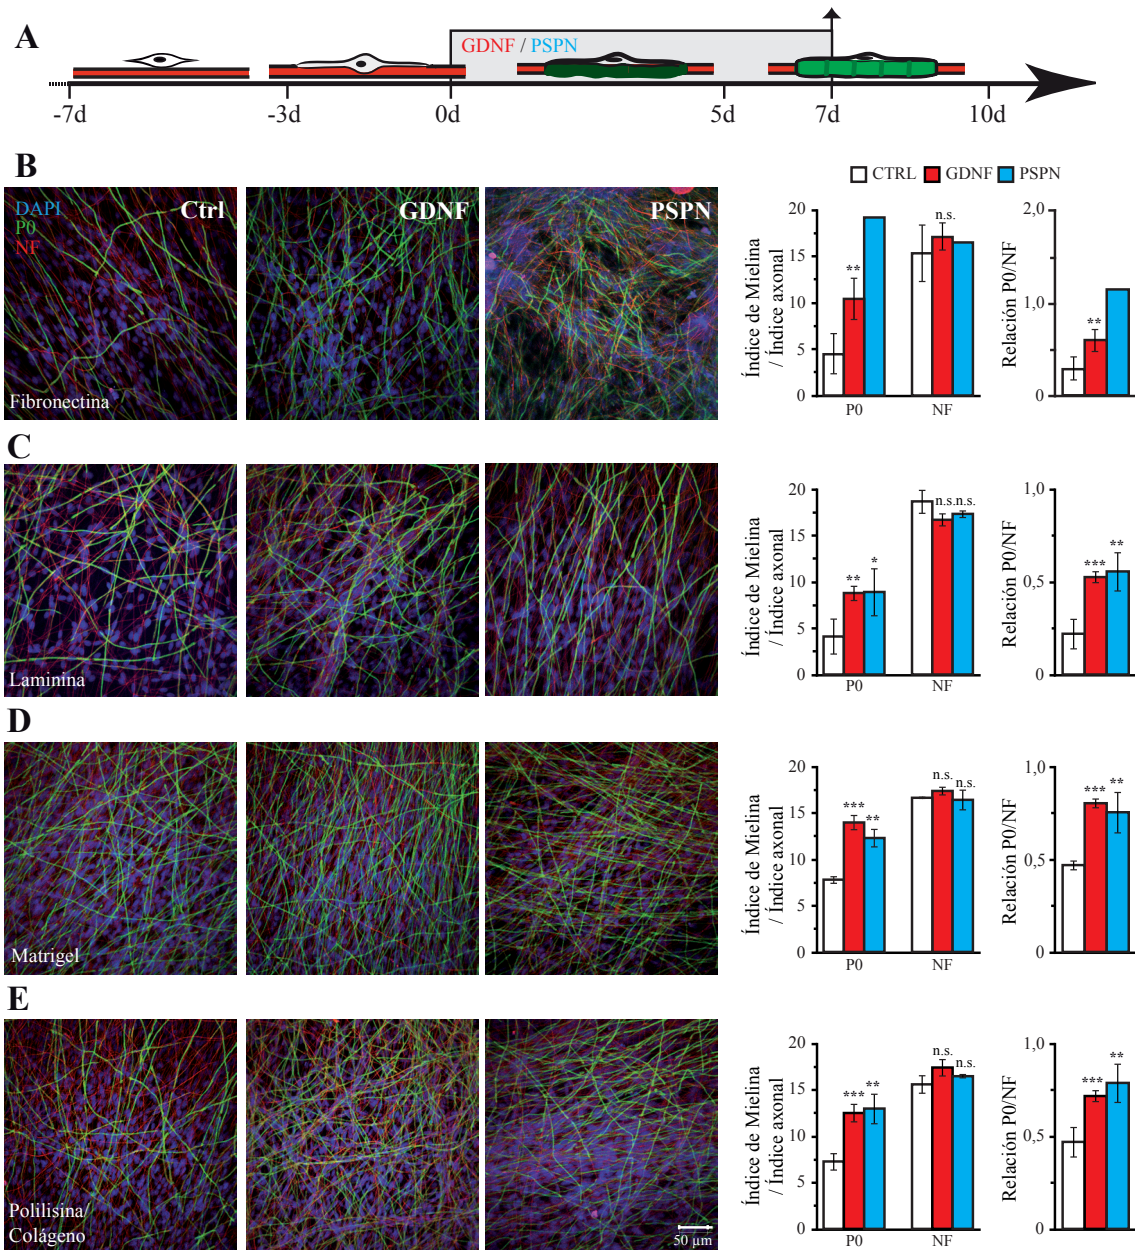 A
GDNF / PSPN
-7d -3d 0d 5d 7d 10d
B
CTRL GDNF PSPN
DAPI
P0
NF
Ctrl
GDNF
PSPN
Fibronectina
Índice de Mielina
/ Índice axonal
20
15
10
5
0
**
n.s.
P0 NF
Relación P0/NF
2,0
1,0
0
**
C
Laminina
Índice de Mielina
/ Índice axonal
20
15
10
5
0
** *
n.s. n.s.
P0 NF
Relación P0/NF
1,0
0,5
0
*** **
D
Matrigel
Índice de Mielina
/ Índice axonal
20
15
10
5
0
*** **
n.s. n.s.
P0 NF
Relación P0/NF
1,0
0,5
0
*** **
E
Polilisina/
Colágeno
50 µm
Índice de Mielina
/ Índice axonal
20
15
10
5
0
*** **
n.s. n.s.
P0 NF
Relación P0/NF
1,0
0,5
0
*** **